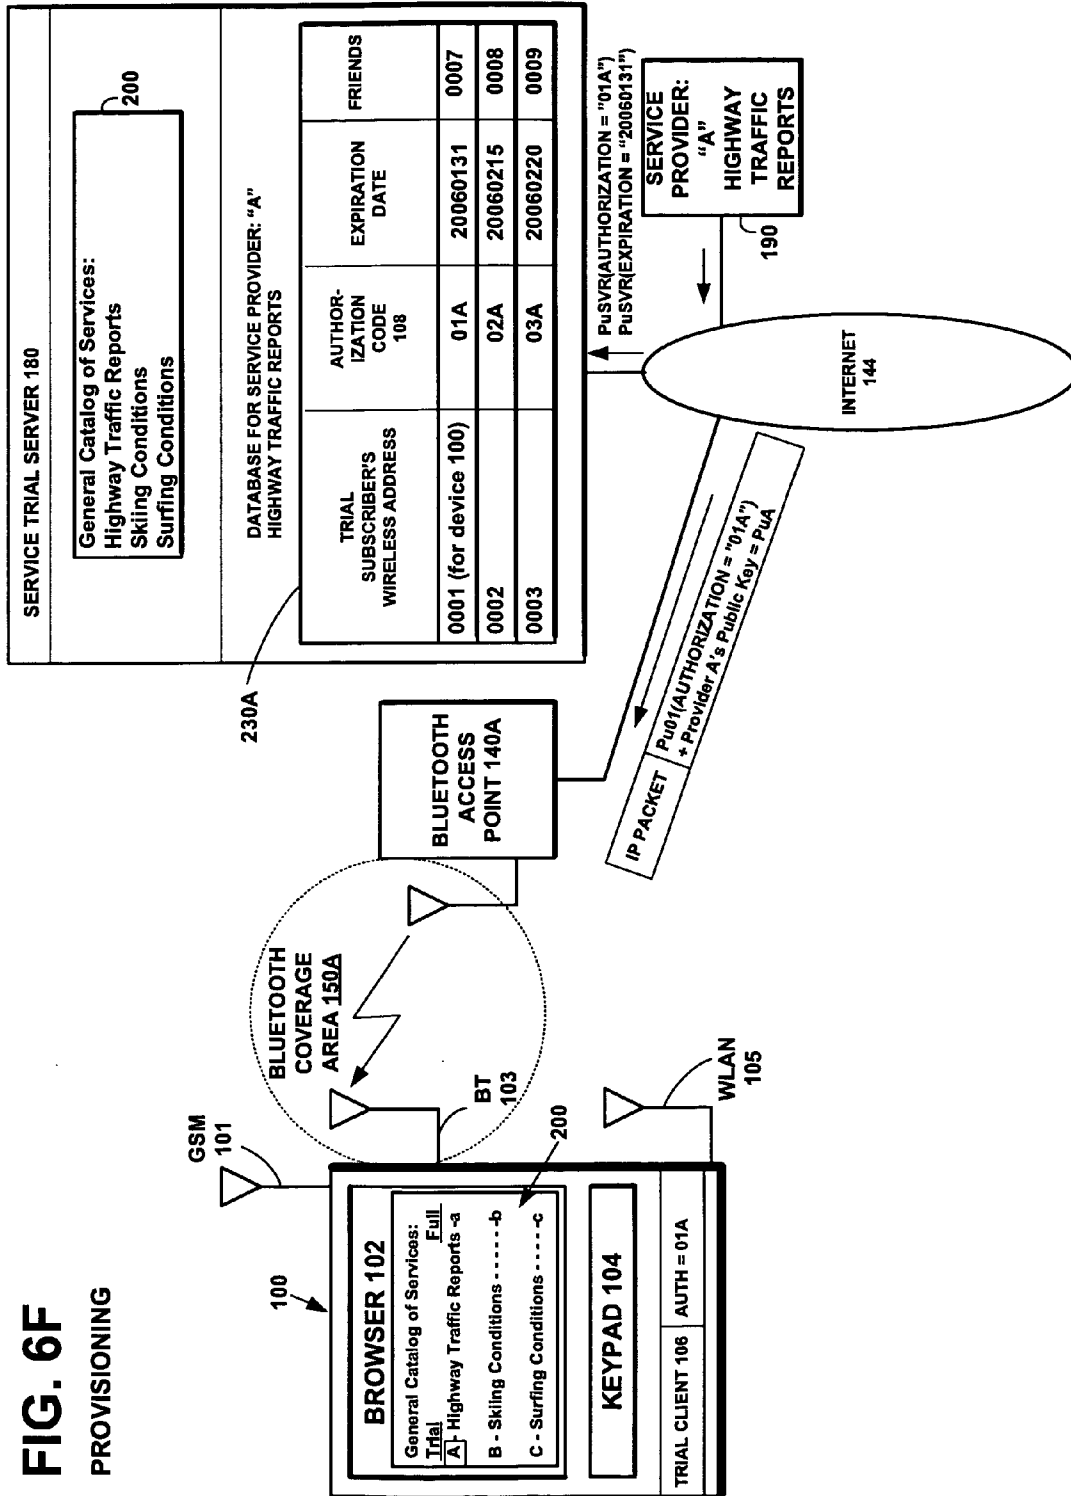 FIG. 6F
PROVISIONING
100
BROWSER 102
General Catalog of Services:
Trial Full
A - Highway Traffic Reports -a
B - Skiing Conditions - - - - - -b
C - Surfing Conditions - - - - -c
KEYPAD 104
TRIAL CLIENT 106
AUTH = 01A
GSM
101
BT
103
200
WLAN
105
BLUETOOTH
COVERAGE
AREA 150A
BLUETOOTH
ACCESS
POINT 140A
IP PACKET
Pu01(AUTHORIZATION = "01A")
+ Provider A's Public Key = PuA
SERVICE TRIAL SERVER 180
General Catalog of Services:
Highway Traffic Reports
Skiing Conditions
Surfing Conditions
200
DATABASE FOR SERVICE PROVIDER: “A”
HIGHWAY TRAFFIC REPORTS
230A
TRIAL
SUBSCRIBER'S
WIRELESS ADDRESS
AUTHOR-
IZATION
CODE
108
EXPIRATION
DATE
FRIENDS
0001 (for device 100) 01A 20060131 0007
0002 02A 20060215 0008
0003 03A 20060220 0009
PuSVR(AUTHORIZATION = "01A")
PuSVR(EXPIRATION = “20060131”)
INTERNET
144
190
SERVICE
PROVIDER:
“A”
HIGHWAY
TRAFFIC
REPORTS